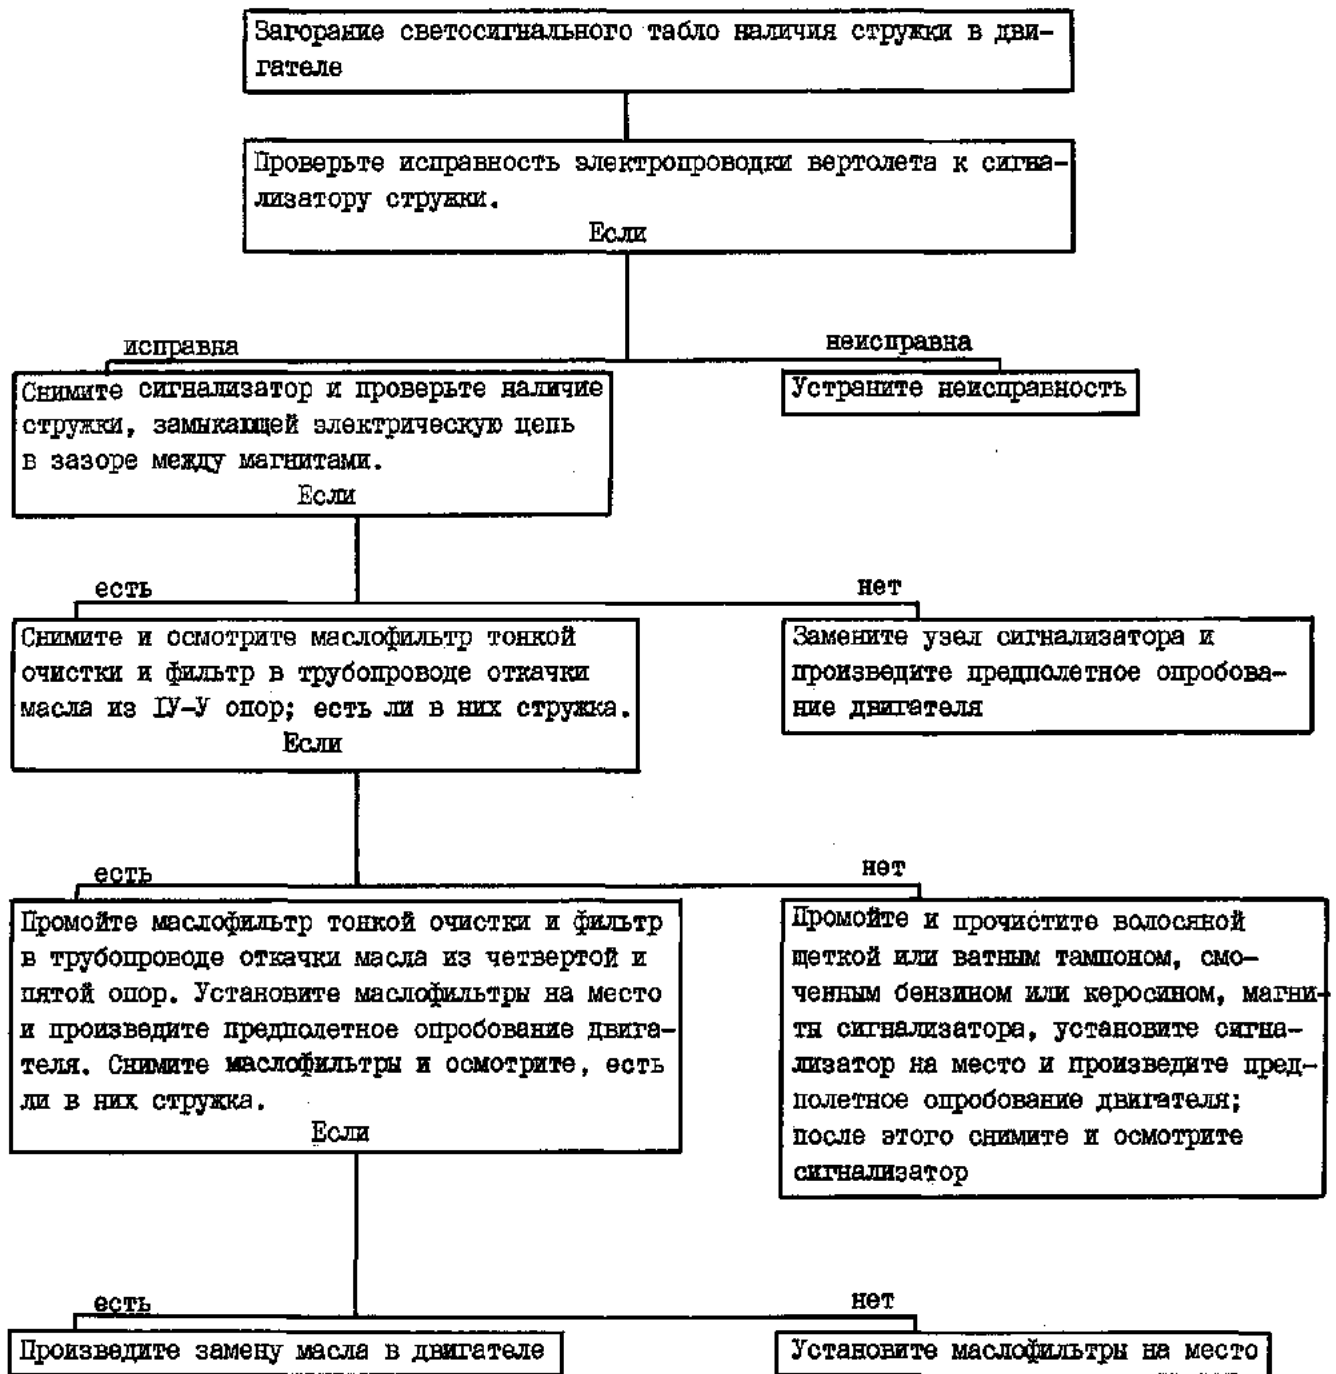 Загорание светосигнального табло наличия стружки в дви-
гателе
Проверьте исправность электропроводки вертолета к сигна-
лизатору стружки.
Если
исправна
неисправна
Снимите сигнализатор и проверьте наличие
стружки, замыкающей электрическую цепь
в зазоре между магнитами.
Если
Устраните неисправность
есть
нет
Снимите и осмотрите маслофильтр тонкой
очистки и фильтр в трубопроводе откачки
масла из IУ-У опор; есть ли в них стружка.
Если
Замените узел сигнализатора и
произведите предполетное опробова-
ние двигателя
есть
нет
Промойте маслофильтр тонкой очистки и фильтр
в трубопроводе откачки масла из четвертой и
пятой опор. Установите маслофильтры на место
и произведите предполетное опробование двига-
теля. Снимите маслофильтры и осмотрите, есть
ли в них стружка.
Если
Промойте и прочистите волосяной
щеткой или ватным тампоном, смо-
ченным бензином или керосином, магни-
ты сигнализатора, установите сигна-
лизатор на место и произведите пред-
полетное опробование двигателя;
после этого снимите и осмотрите
сигнализатор
есть
нет
Произведите замену масла в двигателе
Установите маслофильтры на место